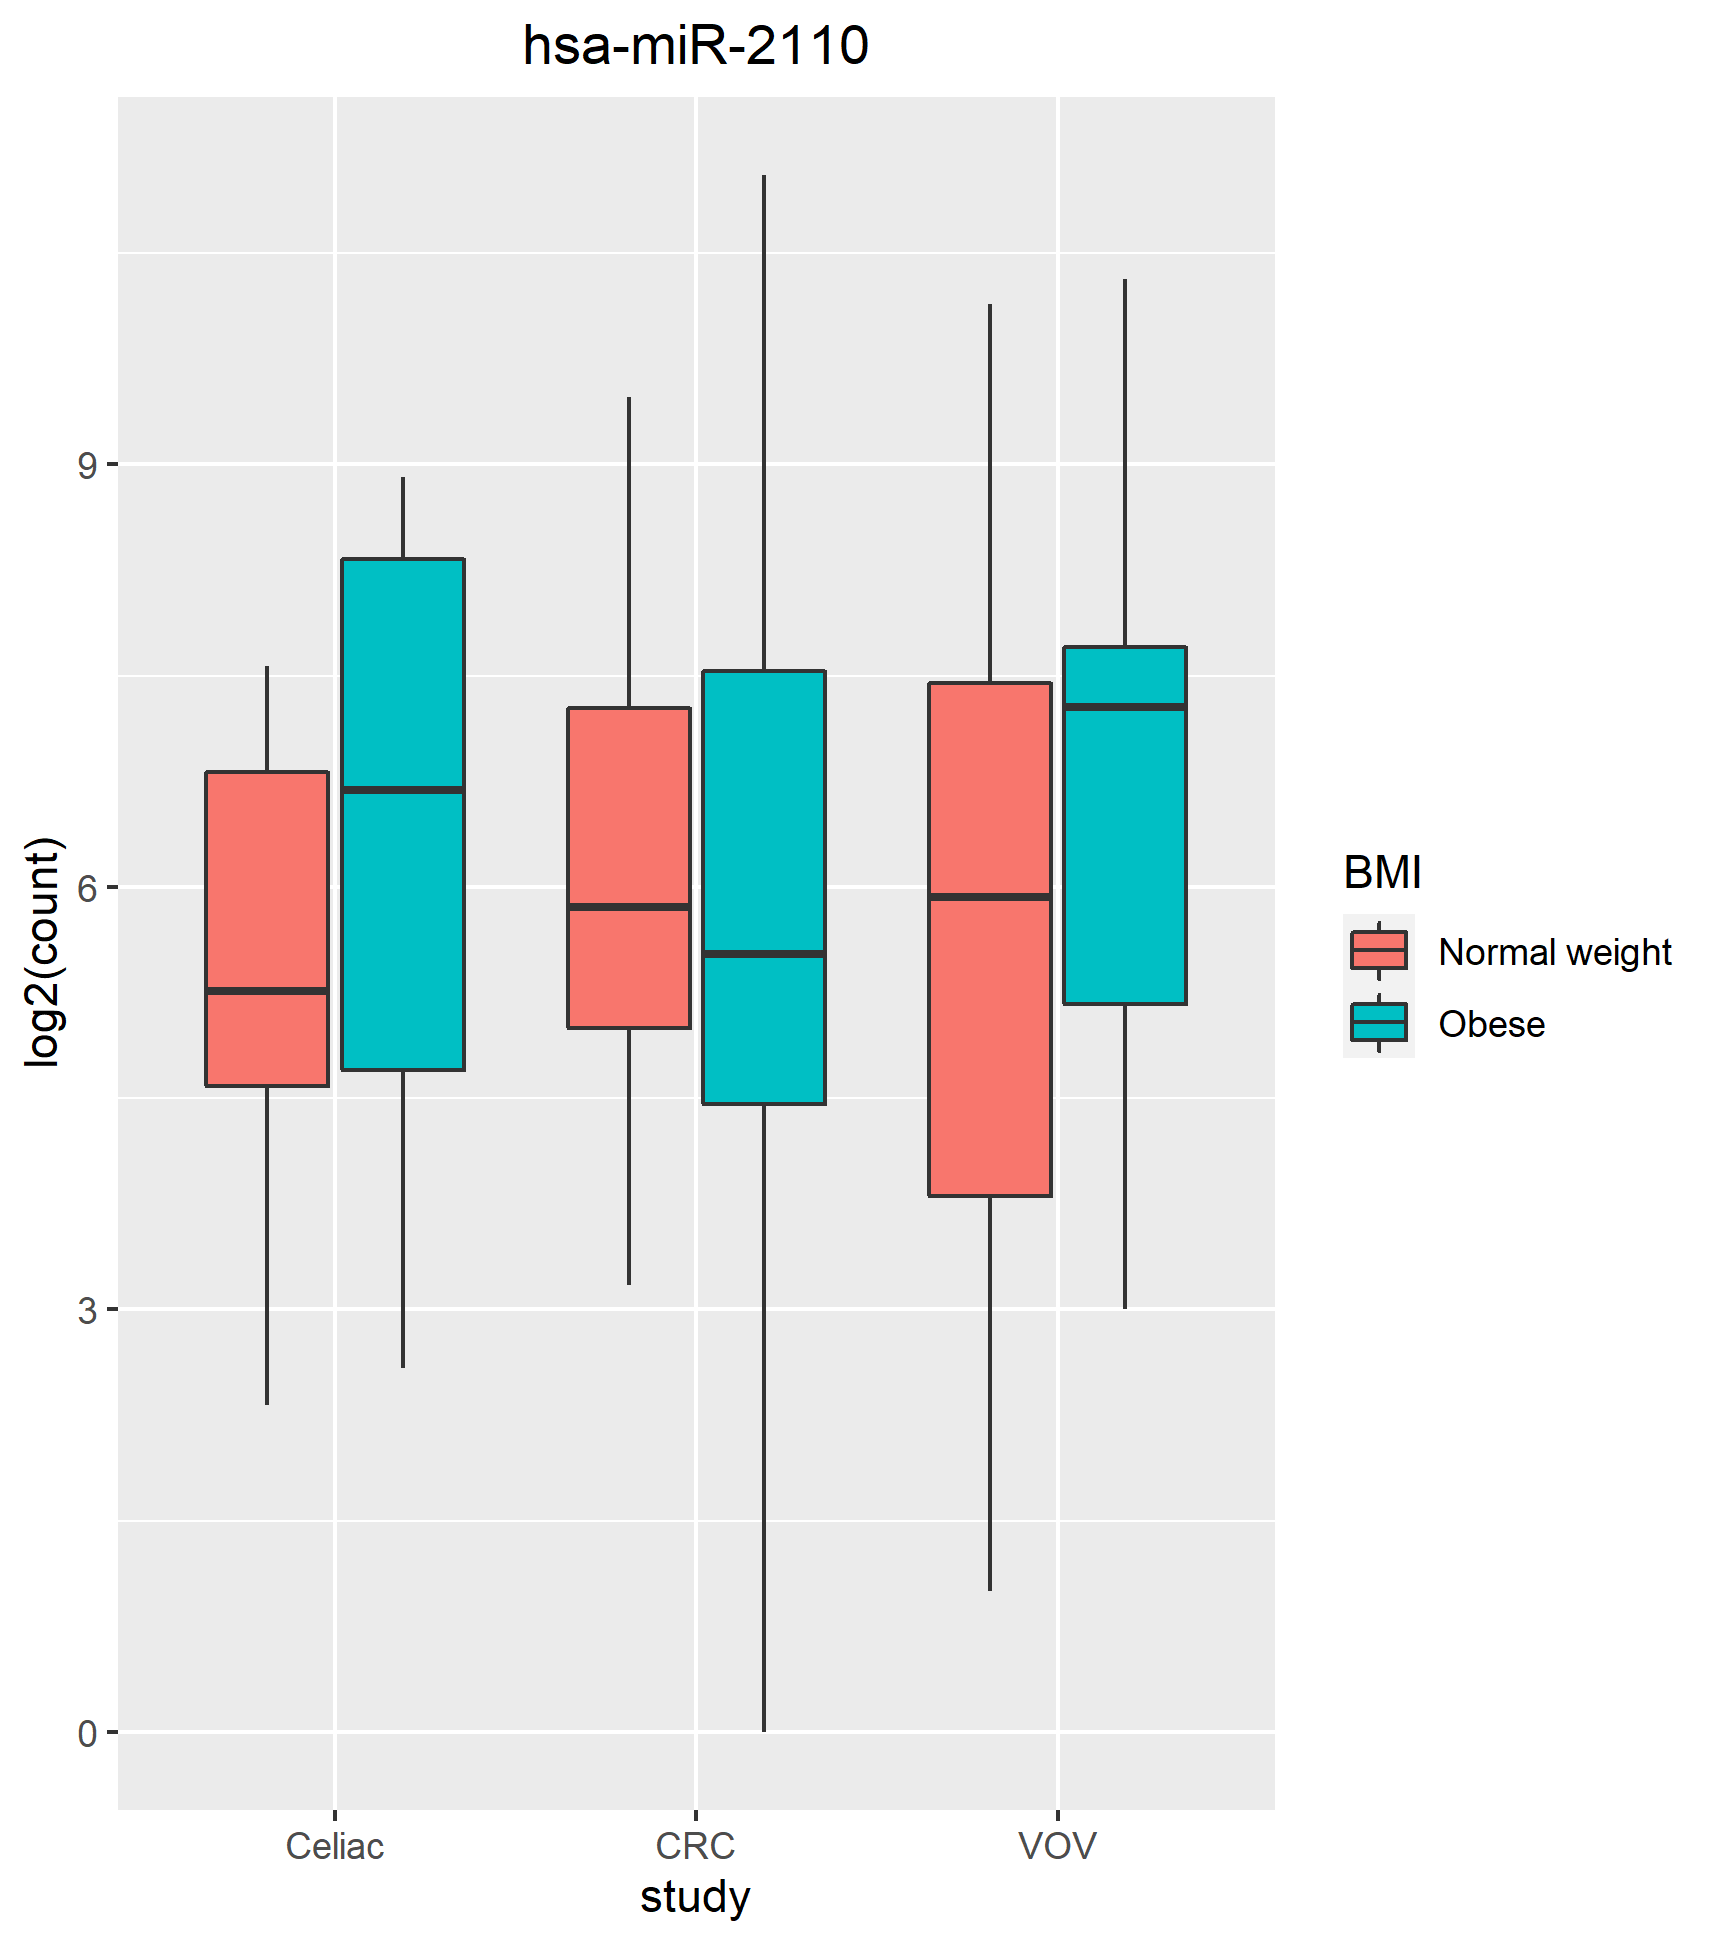 hsa-miR-2110
log2(count)
9
6
3
0
Celiac
CRC
VOV
study
BMI
Normal weight
Obese